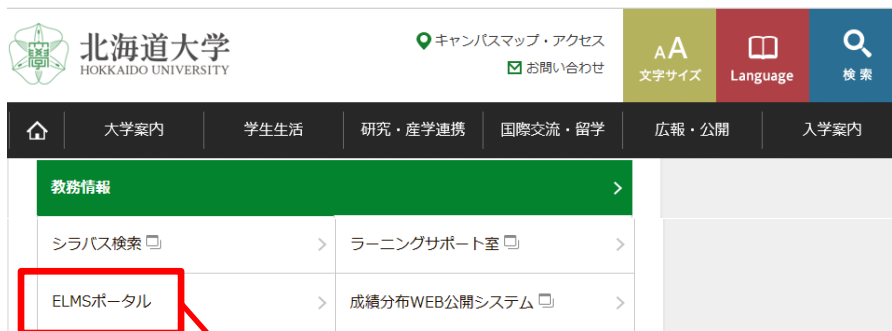 北海道大学
HOKKAIDO UNIVERSITY
キャンパスマップ・アクセス
お問い合わせ
AA
文字サイズ
Language
検索
大学案内
学生生活
研究・産学連携
国際交流・留学
広報・公開
入学案内
教務情報
シラバス検索
ラーニングサポート室
ELMSポータル
成績分布WEB公開システム